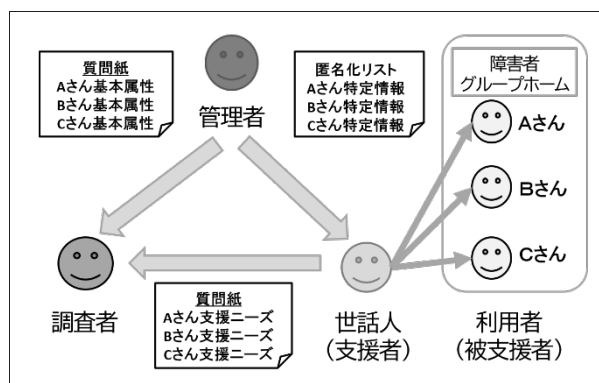 質問紙
Aさん基本属性
Bさん基本属性
Cさん基本属性
管理者
匿名化リスト
Aさん特定情報
Bさん特定情報
Cさん特定情報
障害者
グループホーム
Aさん
Bさん
Cさん
調査者
質問紙
Aさん支援ニーズ
Bさん支援ニーズ
Cさん支援ニーズ
世話人
(支援者)
利用者
(被支援者)